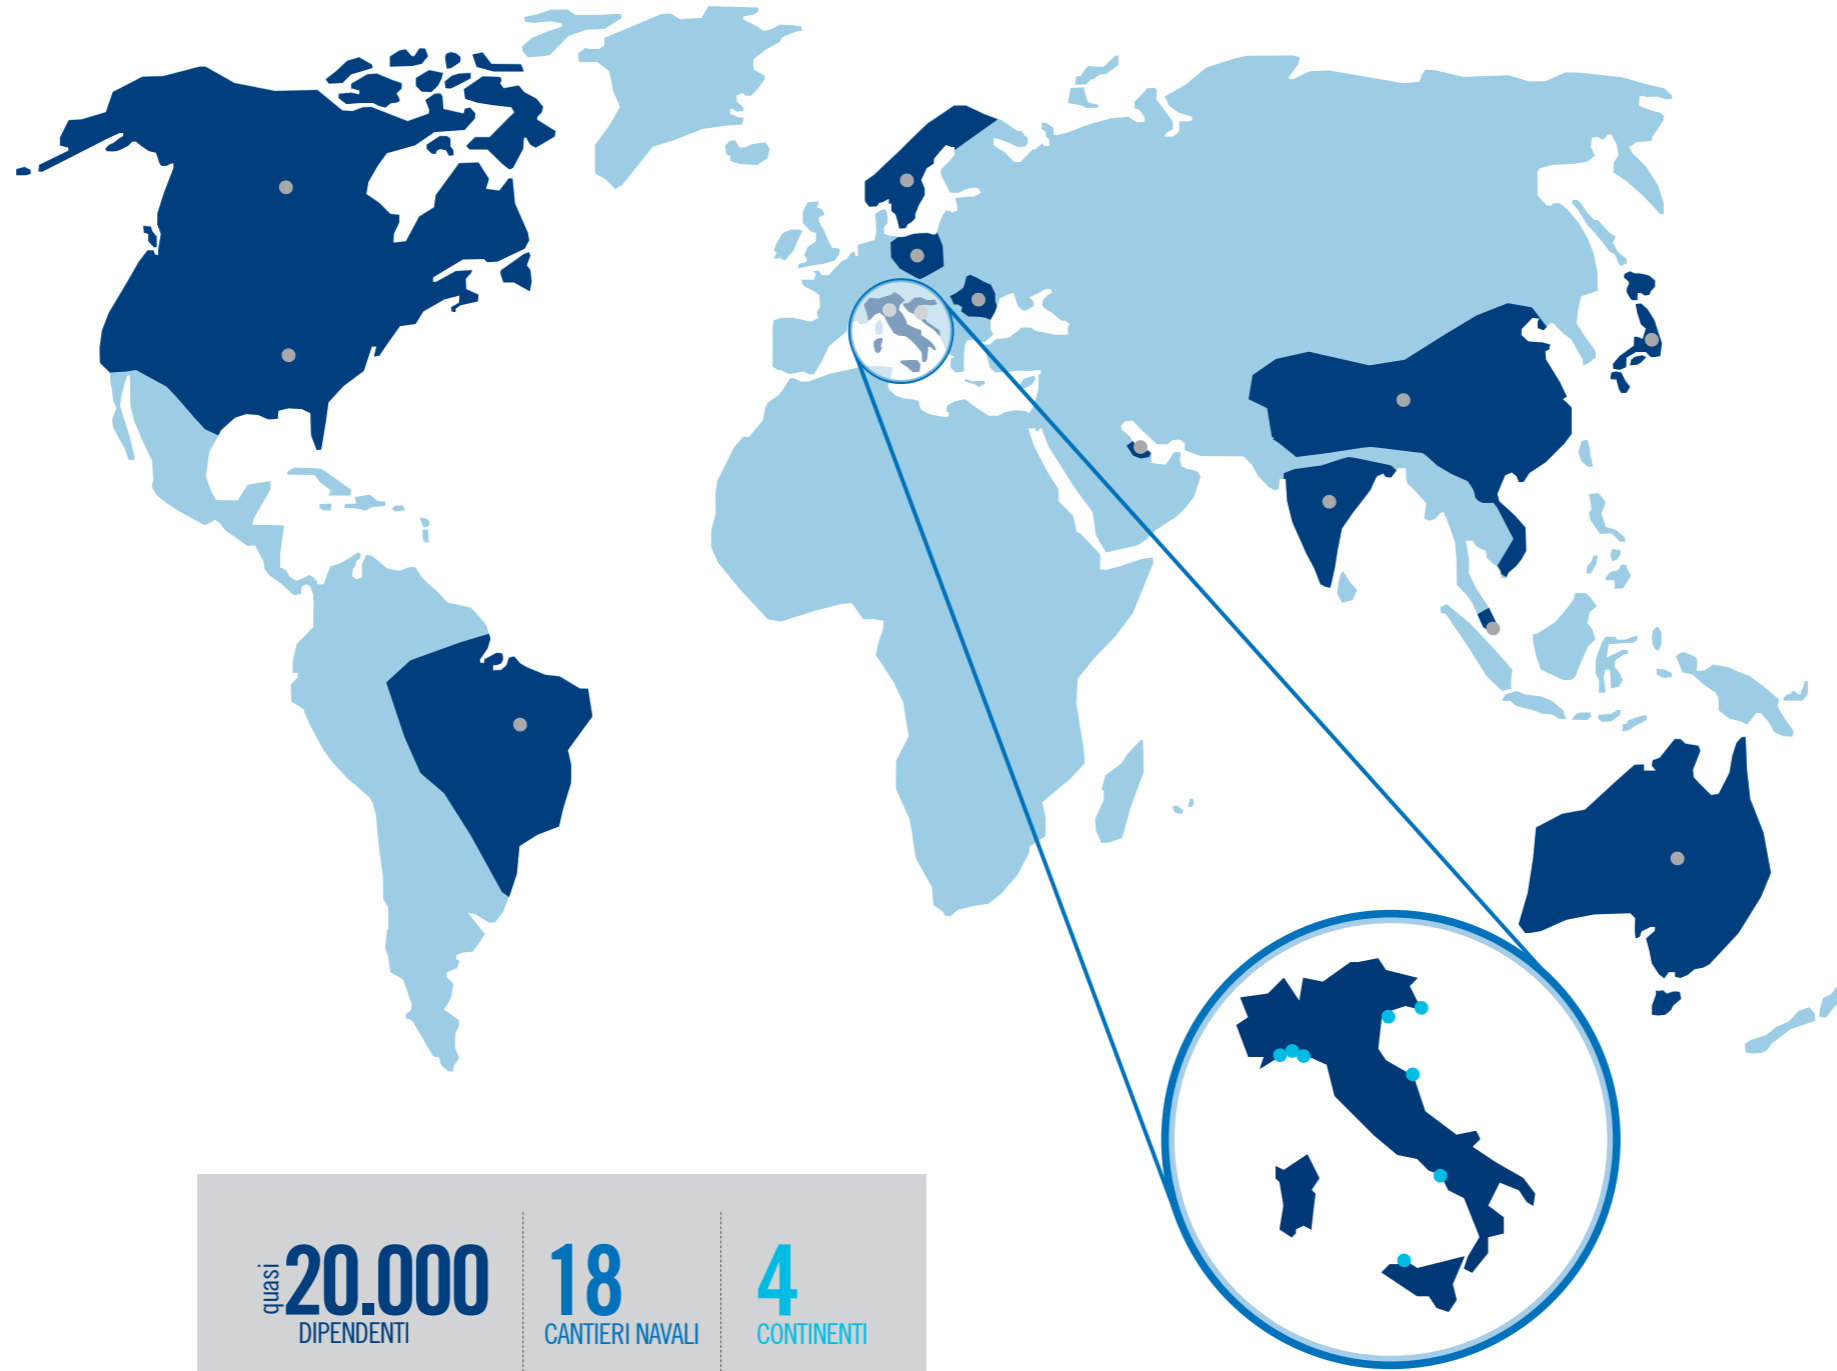 quasi
20.000
DIPENDENTI
18
CANTIERI NAVALI
4
CONTINENTI